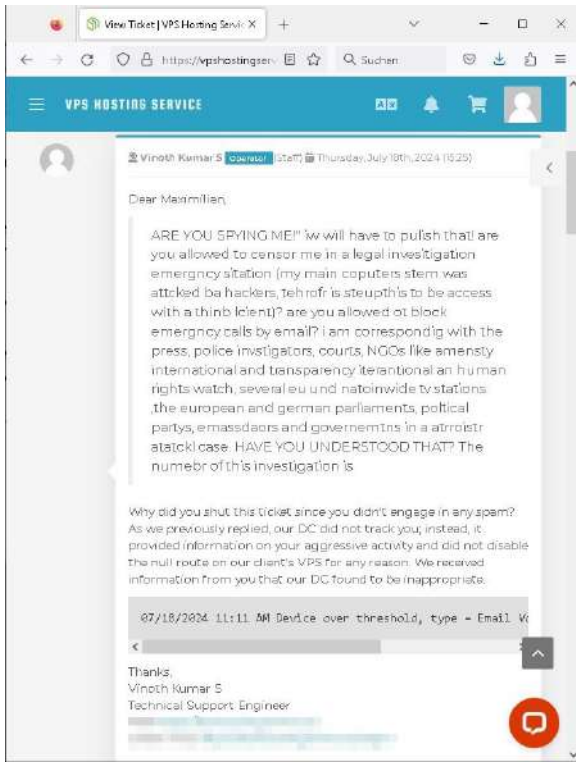 View Ticket | VPS Hosting Servic
https://vpshostingserv
Suchen
VPS HOSTING SERVICE
Vinoth Kumar S Operator (Staff) Thursday, July 18th, 2024 (15:25)
Dear Maximilian,
ARE YOU SPYING ME!" iw will have to pulish that! are
you allowed to censor me in a legal invesitigation
emergncy sitation (my main coputers stem was
attcked ba hackers, tehrofr is steupth'is to be access
with a thinb lcient)? are you allowed ot block
emergncy calls by email? i am correspondig with the
press, police invstigators, courts, NGOs like amensty
international and transparency iterantional an human
rights watch, several eu und natoinwide tv stations
,the european and german parliaments, poltical
partys, emassdaors and governemtns in a atrroistr
atatckl case. HAVE YOU UNDERSTOOD THAT? The
numebr of this investigation is
Why did you shut this ticket since you didn't engage in any spam?
As we previously replied, our DC did not track you; instead, it
provided information on your aggressive activity and did not disable
the null route on our client's VPS for any reason. We received
information from you that our DC found to be inappropriate.
07/18/2024 11:11 AM Device over threshold, type = Email
Thanks,
Vinoth Kumar S
Technical Support Engineer